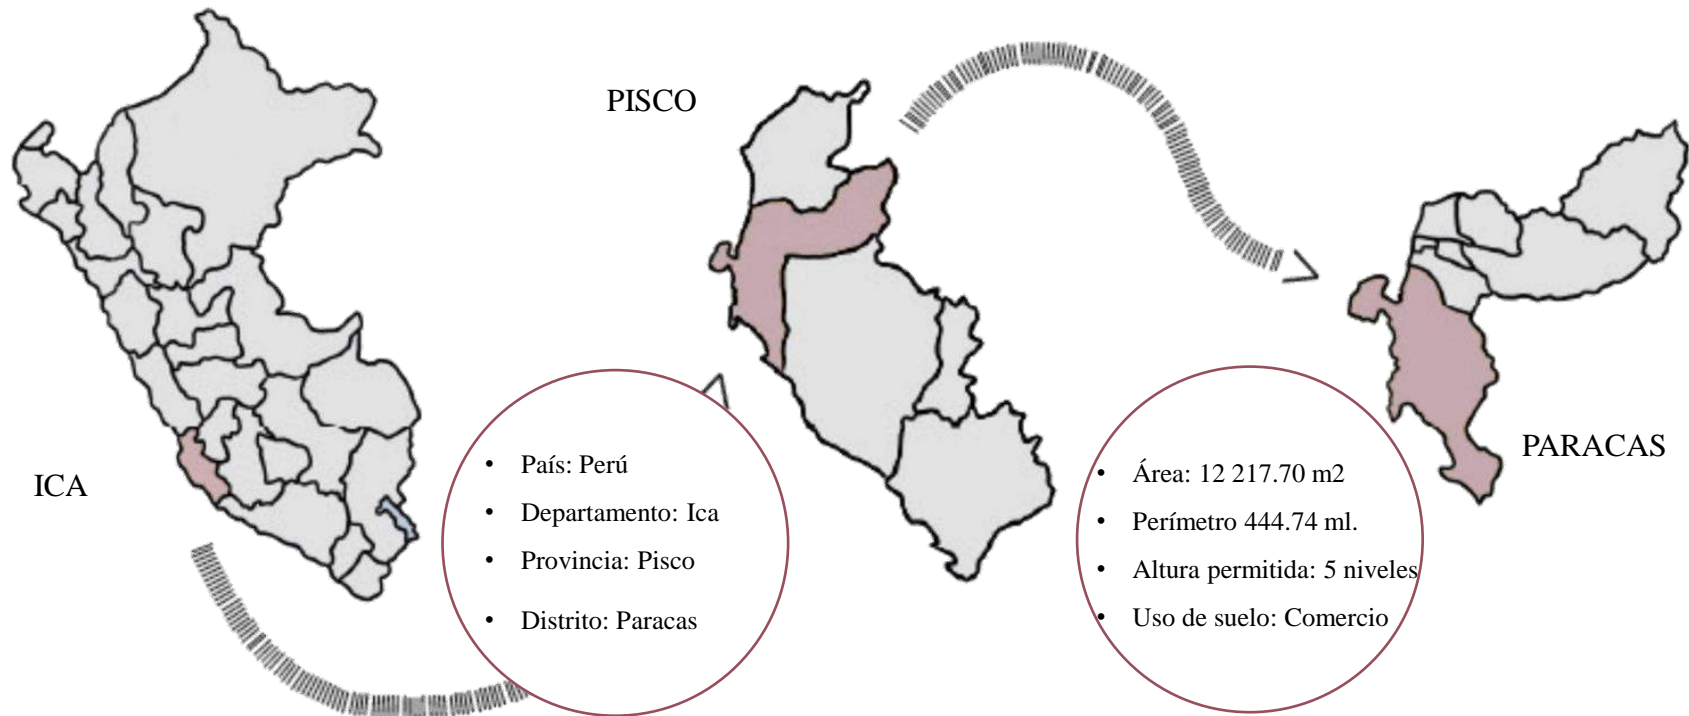 PISCO
ICA
PARACAS
• País: Perú
• Departamento: Ica
• Provincia: Pisco
• Distrito: Paracas
• Área: 12 217.70 m2
• Perímetro 444.74 ml.
• Altura permitida: 5 niveles
• Uso de suelo: Comercio